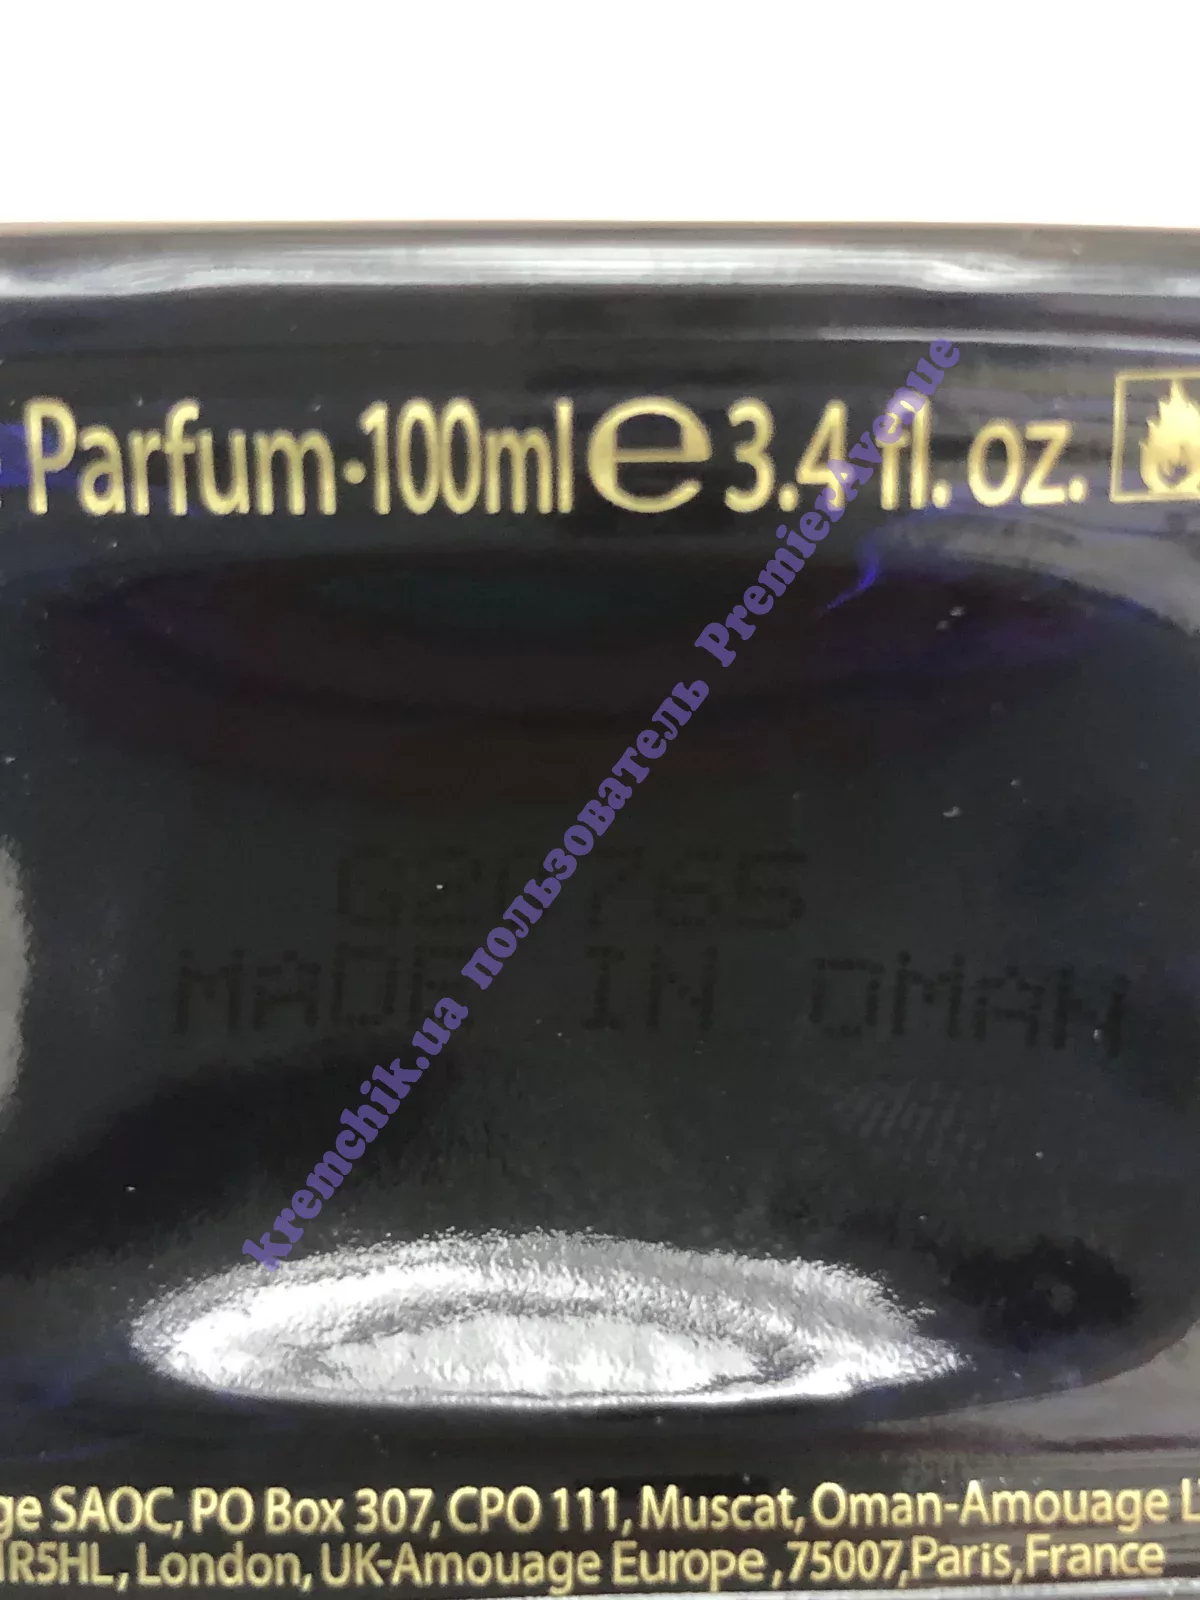 Parfum·100ml ℮ 3.4 fl. oz.
MADE IN OMAN
ge SAOC, PO Box 307, CPO 111, Muscat, Oman-Amouage L
1R5HL, London, UK-Amouage Europe ,75007,Paris,France
kremchik.ua пользователь PremierAvenue